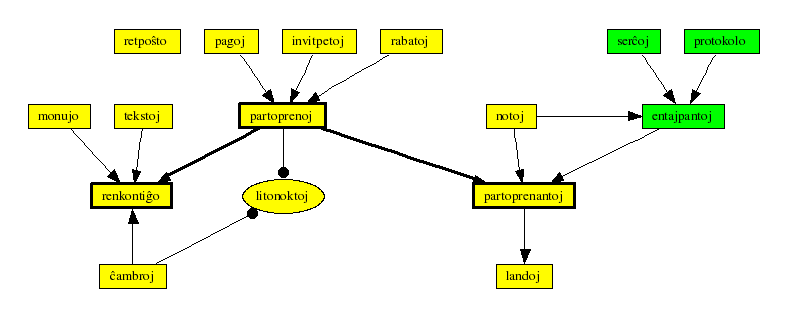 retpoŝto
pagoj
invitpetoj
rabatoj
serĉoj
protokolo
monujo
tekstoj
partoprenoj
notoj
entajpantoj
renkontiĝo
litonoktoj
partoprenantoj
ĉambroj
landoj